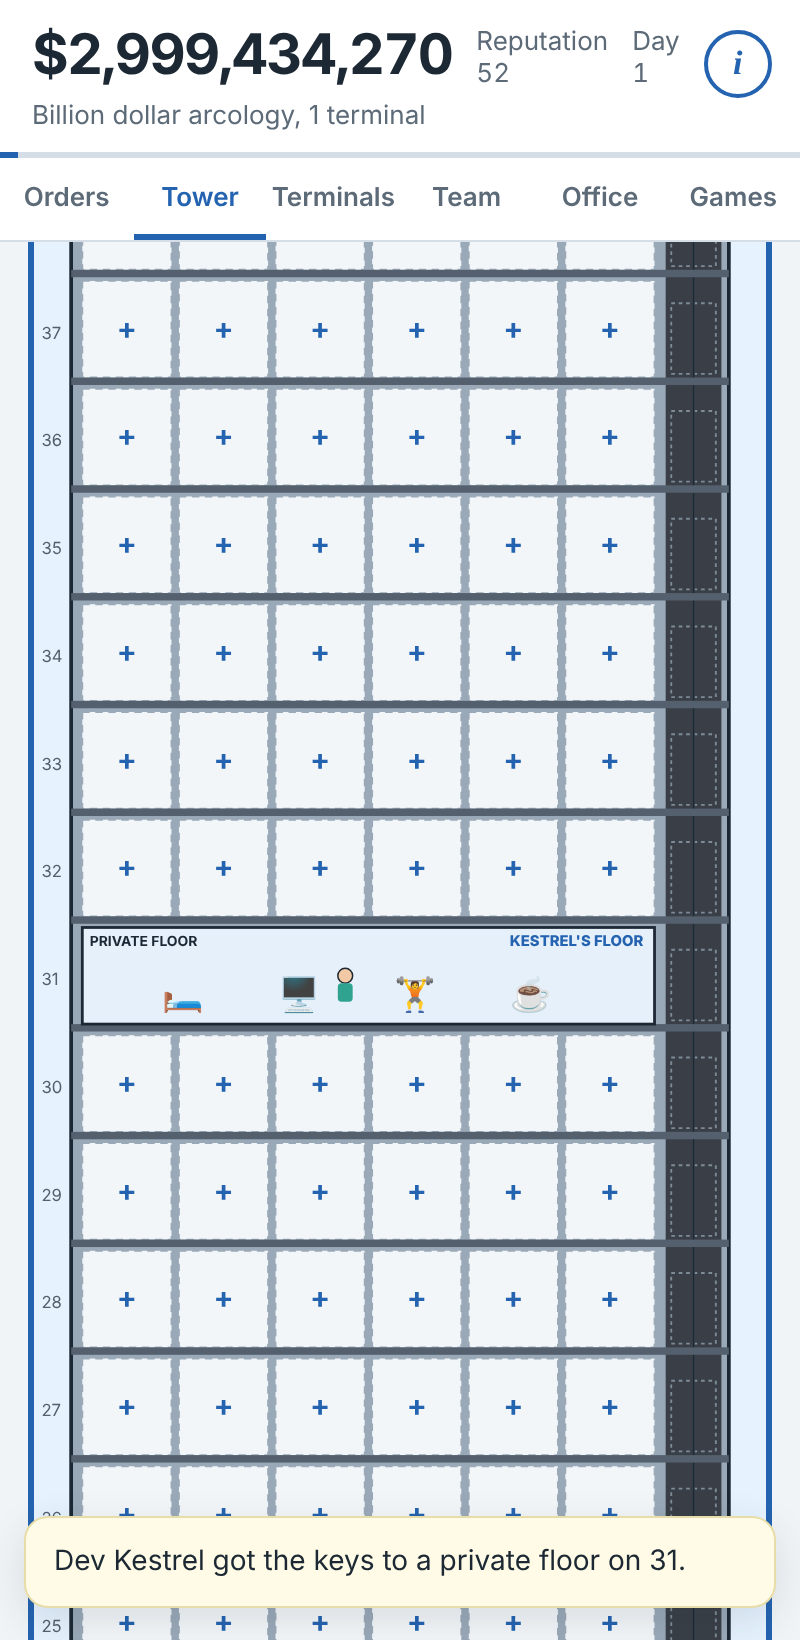 $2,999,434,270
Reputation
52
Day
1
i
Billion dollar arcology, 1 terminal
Orders Tower Terminals Team Office Games
37 + + + + + +
36 + + + + + +
35 + + + + + +
34 + + + + + +
33 + + + + + +
32 + + + + + +
PRIVATE FLOOR KESTREL'S FLOOR
31
30 + + + + + +
29 + + + + + +
28 + + + + + +
27 + + + + + +
Dev Kestrel got the keys to a private floor on 31.
25 + + + + + +